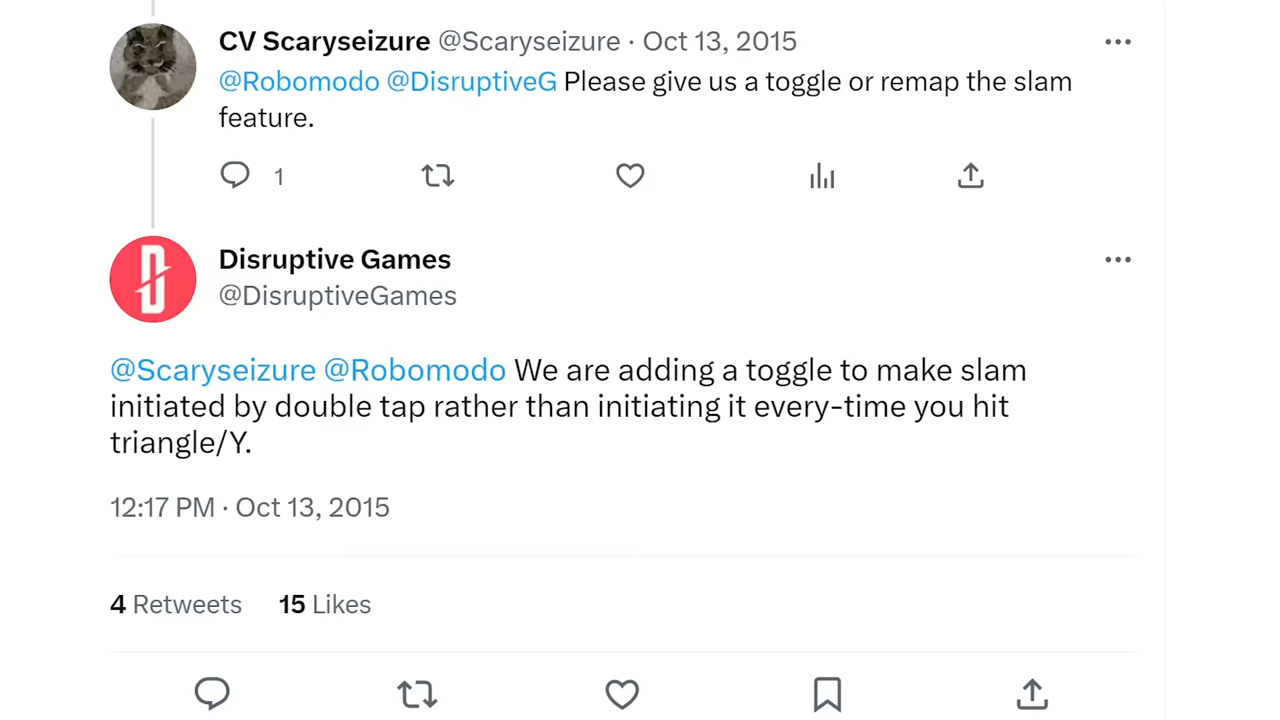 CV Scaryseizure @Scaryseizure · Oct 13, 2015
@Robomodo @DisruptiveG Please give us a toggle or remap the slam
feature.
1
Disruptive Games
@DisruptiveGames
@Scaryseizure @Robomodo We are adding a toggle to make slam
initiated by double tap rather than initiating it every-time you hit
triangle/Y.
12:17 PM · Oct 13, 2015
4 Retweets 15 Likes